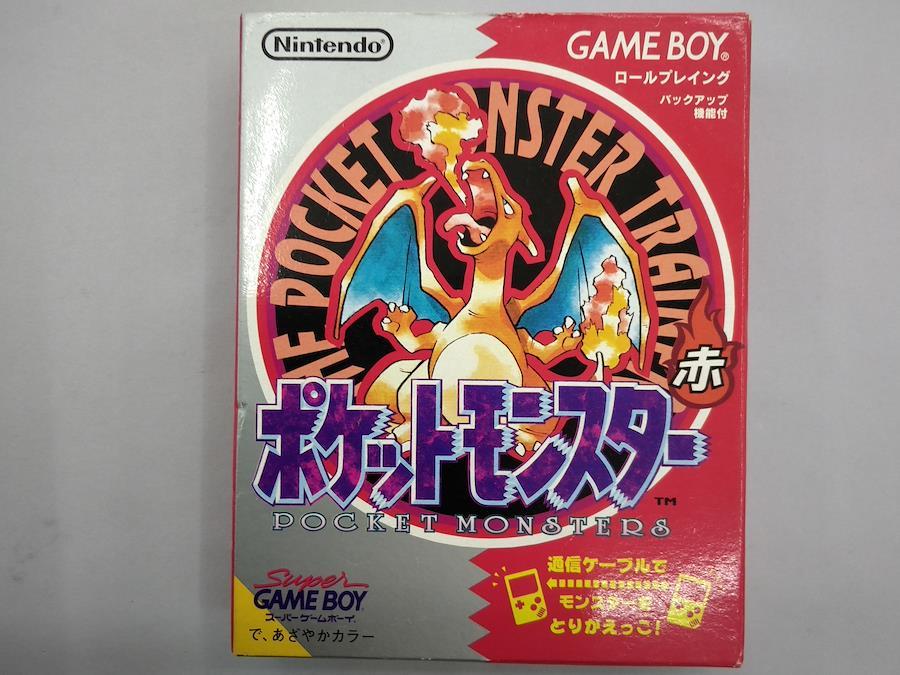 Nintendo®
GAME BOY®
ロールプレイング
バックアップ
機能付
POCKET MONSTER
赤
ポケットモンスター
TM
POCKET MONSTERS
Super
GAME BOY
スーパーゲームボーイ
で、あざやかカラー
通信ケーブルで
モンスターを
とりかえっこ!